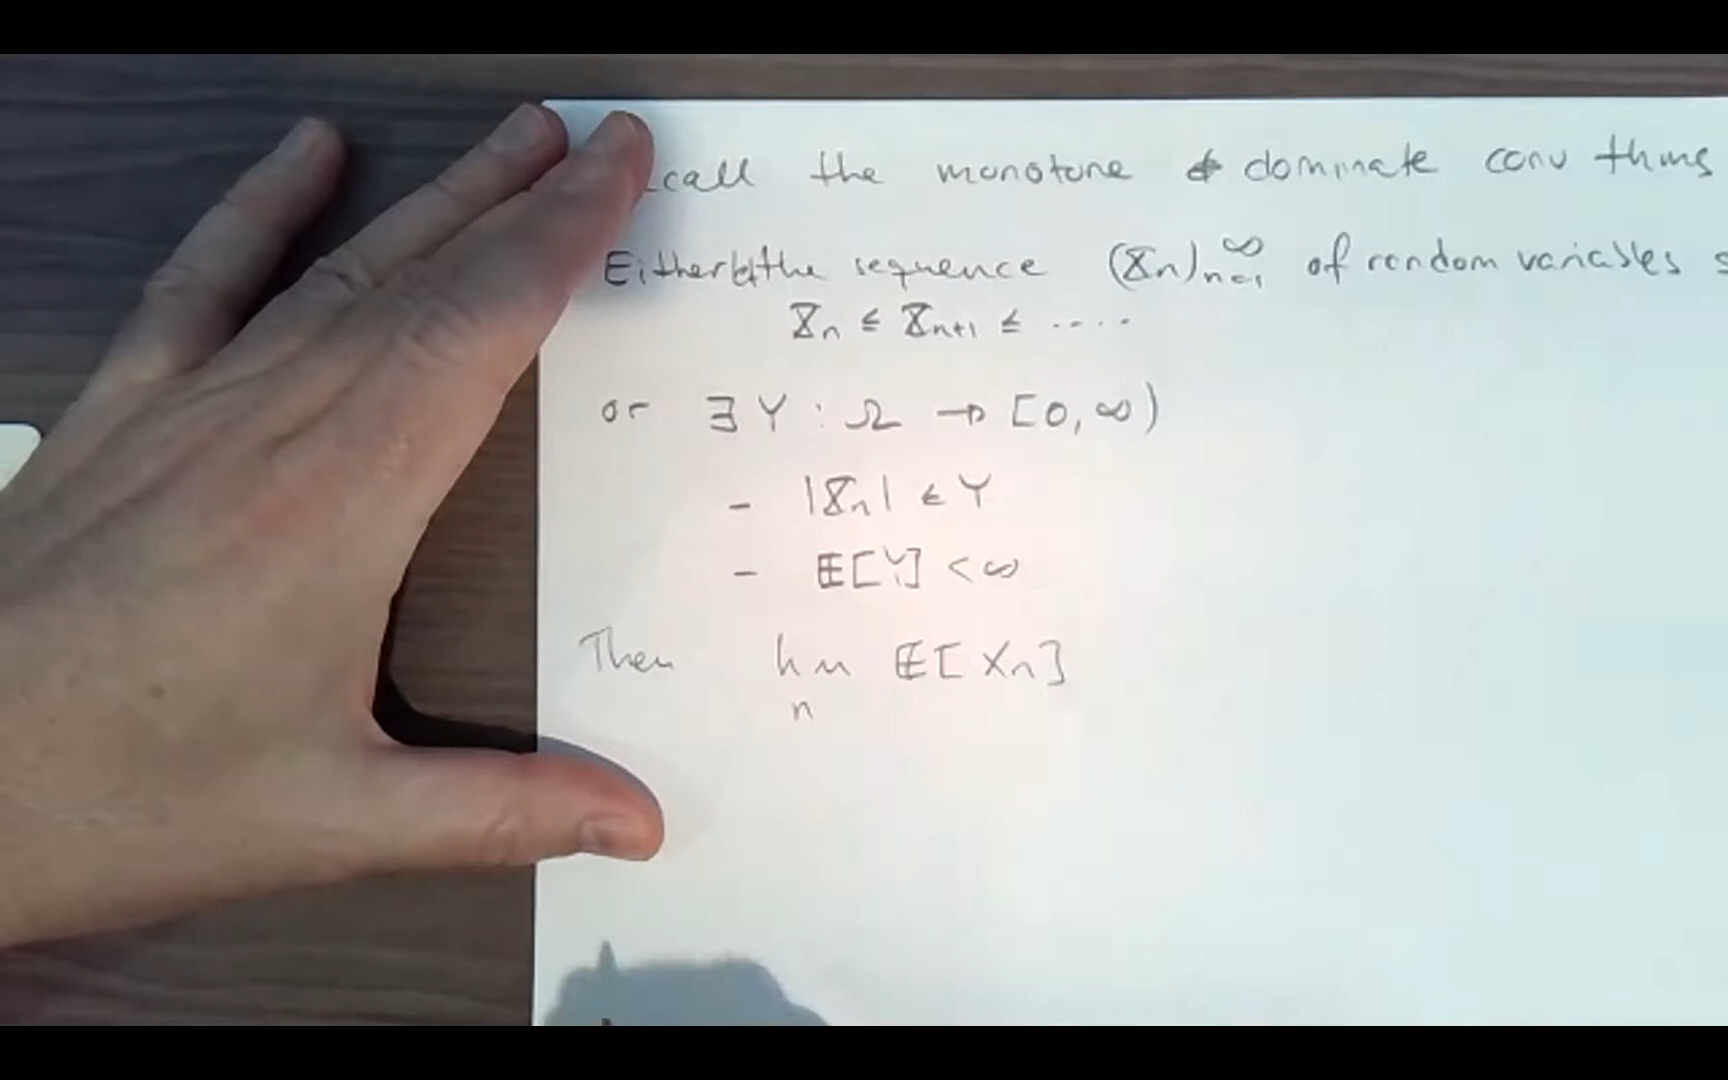 call the monotone & dominate conv thms
Either the sequence (Xn)_{n=1}^∞ of random variables s
Xn ≤ Xn+1 ≤ ....
or ∃ Y : Ω → [0, ∞)
- |Xn| ≤ Y
- E[Y] < ∞
Then lim E[Xn]
n